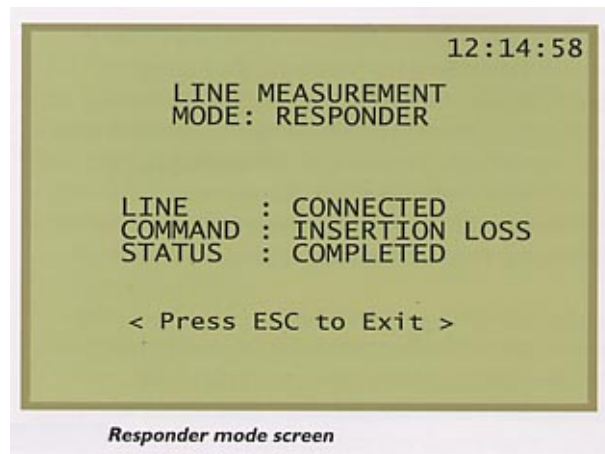 12:14:58
LINE MEASUREMENT
MODE: RESPONDER
LINE : CONNECTED
COMMAND : INSERTION LOSS
STATUS : COMPLETED
< Press ESC to Exit >
Responder mode screen